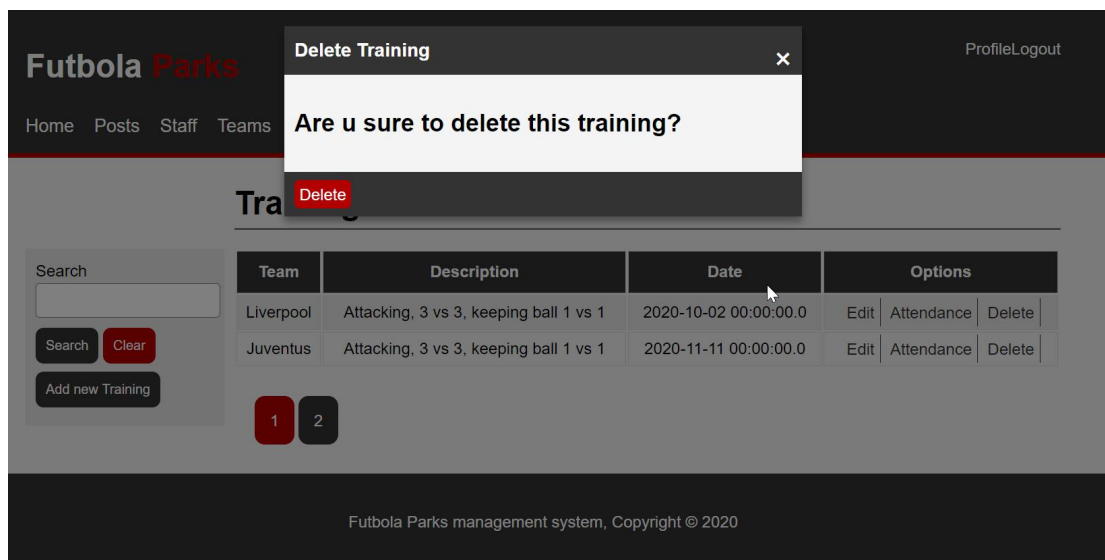 Delete Training ×
Futbola Parks
ProfileLogout
Home Posts Staff Teams
Are u sure to delete this training?
Delete
Search
Search Clear
Add new Training
Team Description Date Options
Liverpool Attacking, 3 vs 3, keeping ball 1 vs 1 2020-10-02 00:00:00.0 Edit Attendance Delete
Juventus Attacking, 3 vs 3, keeping ball 1 vs 1 2020-11-11 00:00:00.0 Edit Attendance Delete
1 2
Futbola Parks management system, Copyright © 2020